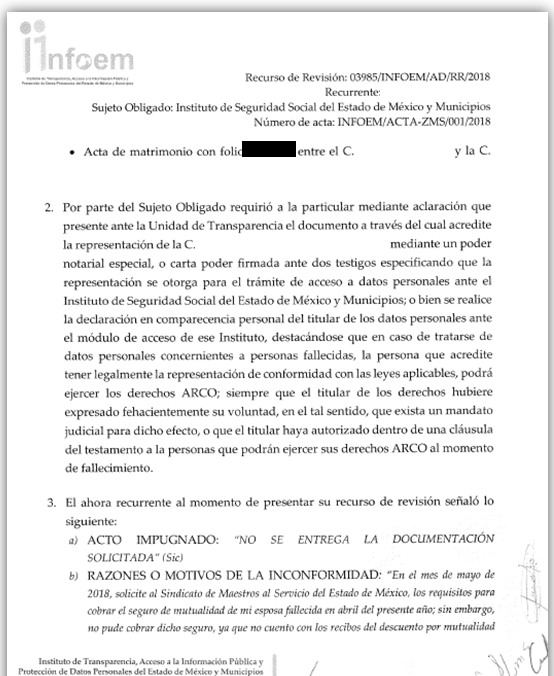 infoem
Instituto de Transparencia, Acceso a la Información Pública y
Protección de Datos Personales del Estado de México y Municipios
Recurso de Revisión: 03985/INFOEM/AD/RR/2018
Recurrente:
Sujeto Obligado: Instituto de Seguridad Social del Estado de México y Municipios
Número de acta: INFOEM/ACTA-ZMS/001/2018
• Acta de matrimonio con folio entre el C. y la C.
2. Por parte del Sujeto Obligado requirió a la particular mediante aclaración que
presente ante la Unidad de Transparencia el documento a través del cual acredite
la representación de la C. mediante un poder
notarial especial, o carta poder firmada ante dos testigos especificando que la
representación se otorga para el trámite de acceso a datos personales ante el
Instituto de Seguridad Social del Estado de México y Municipios; o bien se realice
la declaración en comparecencia personal del titular de los datos personales ante
el módulo de acceso de ese Instituto, destacándose que en caso de tratarse de
datos personales concernientes a personas fallecidas, la persona que acredite
tener legalmente la representación de conformidad con las leyes aplicables, podrá
ejercer los derechos ARCO; siempre que el titular de los derechos hubiere
expresado fehacientemente su voluntad, en el tal sentido, que exista un mandato
judicial para dicho efecto, o que el titular haya autorizado dentro de una cláusula
del testamento a la personas que podrán ejercer sus derechos ARCO al momento
de fallecimiento.
3. El ahora recurrente al momento de presentar su recurso de revisión señaló lo
siguiente:
a) ACTO IMPUGNADO: "NO SE ENTREGA LA DOCUMENTACIÓN
SOLICITADA" (Sic)
b) RAZONES O MOTIVOS DE LA INCONFORMIDAD: "En el mes de mayo de
2018, solicite al Sindicato de Maestros al Servicio del Estado de México, los requisitos para
cobrar el seguro de mutualidad de mi esposa fallecida en abril del presente año; sin embargo,
no pude cobrar dicho seguro, ya que no cuento con los recibos del descuento por mutualidad
Instituto de Transparencia, Acceso a la Información Pública y
Protección de Datos Personales del Estado de México y Municipios